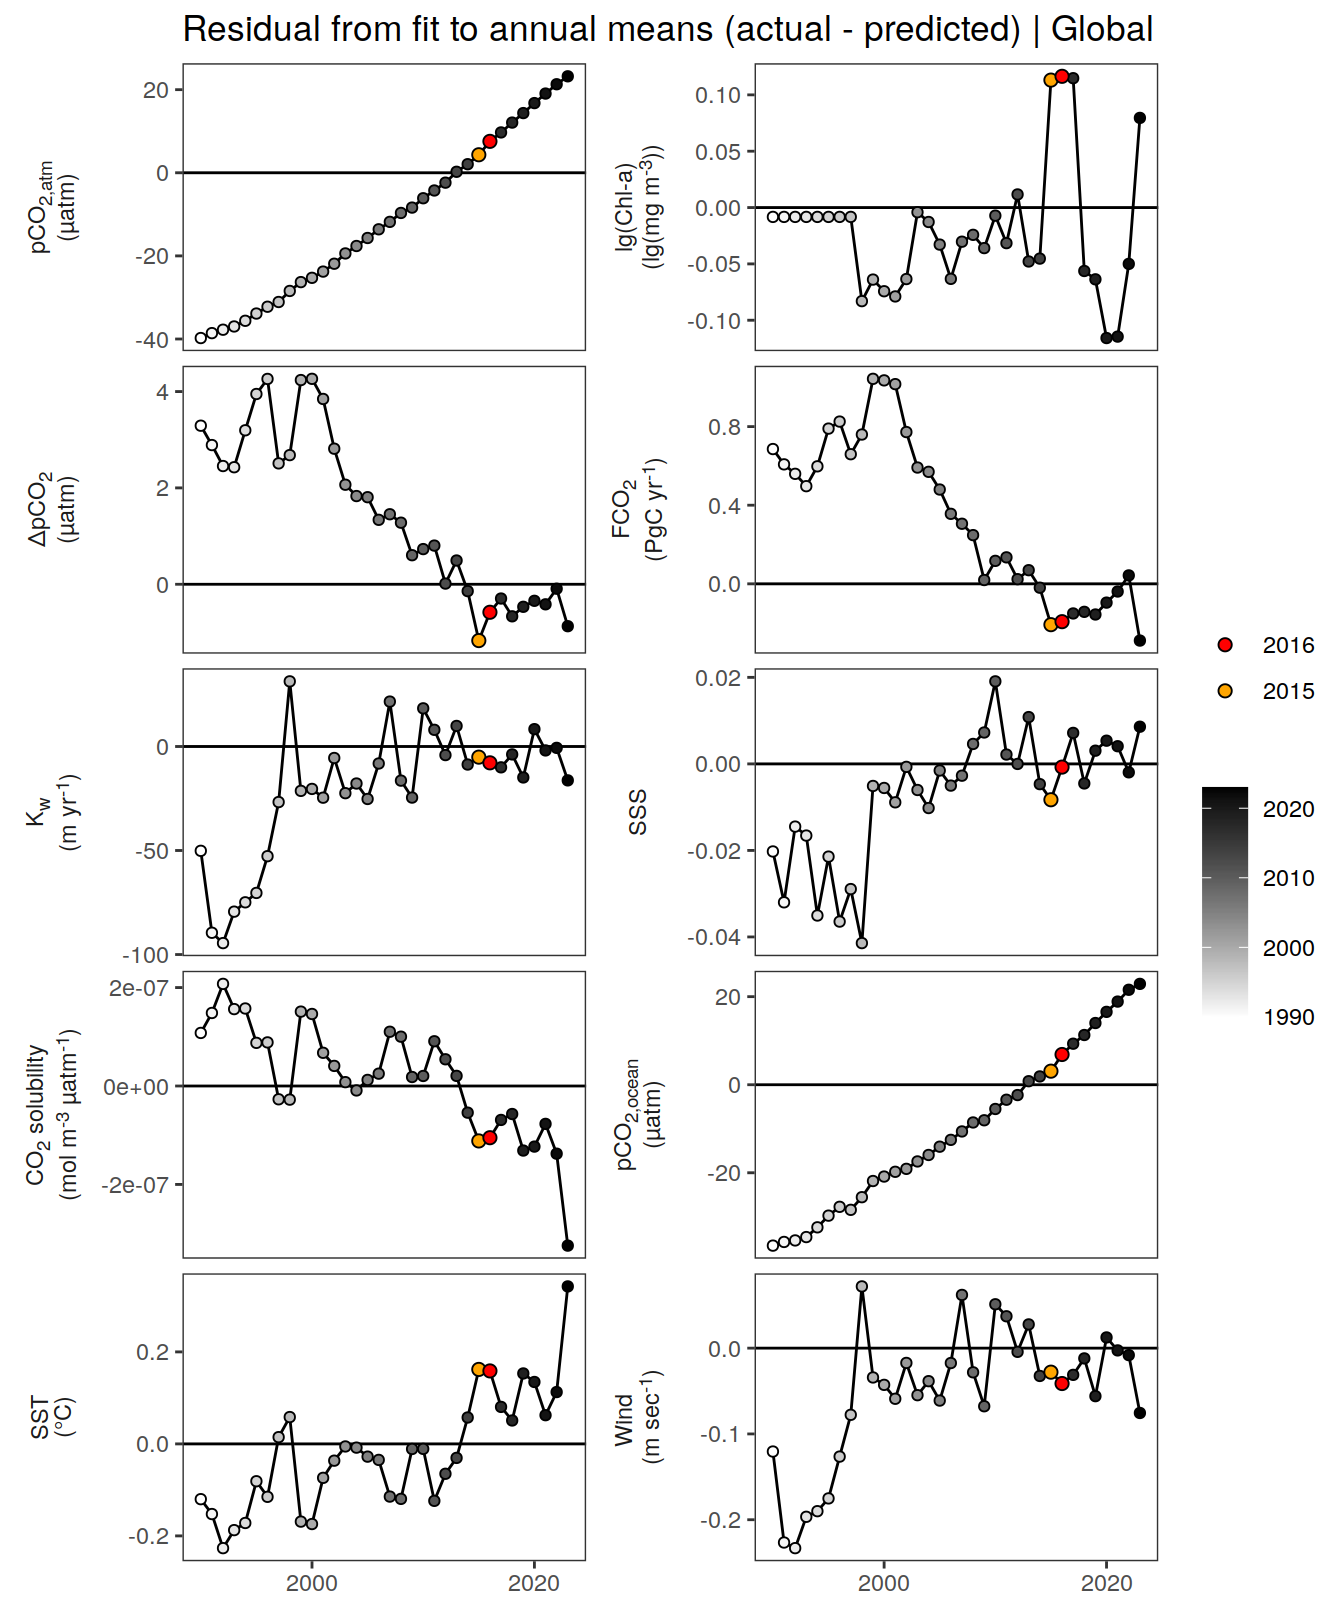 Residual from fit to annual means (actual - predicted) | Global
pCO2,atm
(µatm)
20
0
-20
-40
lg(Chl-a)
(lg(mg m-3))
0.10
0.05
0.00
-0.05
-0.10
ΔpCO2
(µatm)
4
2
0
FCO2
(PgC yr-1)
0.8
0.4
0.0
Kw
(m yr-1)
0
-50
-100
SSS
0.02
0.00
-0.02
-0.04
CO2 solubility
(mol m-3 µatm-1)
2e-07
0e+00
-2e-07
pCO2,ocean
(µatm)
20
0
-20
SST
(°C)
0.2
0.0
-0.2
2000
2020
Wind
(m sec-1)
0.0
-0.1
-0.2
2000
2020
2016
2015
2020
2010
2000
1990